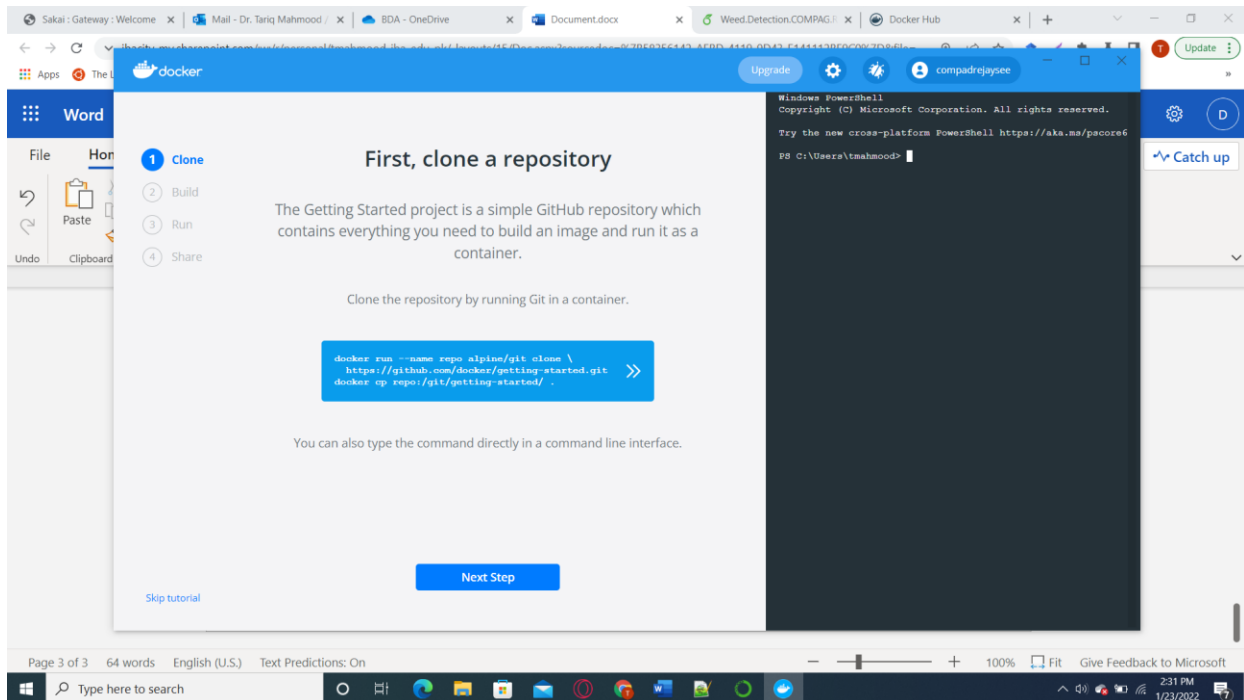 Sakai : Gateway : Welcome
Mail - Dr. Tariq Mahmood /
BDA - OneDrive
Document.docx
Weed.Detection.COMPAG.
Docker Hub
Update
Apps
The L
docker
Upgrade
compadrejaysee
Word
D
File
Hor
Catch up
Paste
Undo
Clipboard
1 Clone
2 Build
3 Run
4 Share
First, clone a repository
The Getting Started project is a simple GitHub repository which
contains everything you need to build an image and run it as a
container.
Clone the repository by running Git in a container.
docker run --name repo alpine/git clone \
https://github.com/docker/getting-started.git
docker cp repo:/git/getting-started/ .
You can also type the command directly in a command line interface.
Next Step
Skip tutorial
Windows PowerShell
Copyright (C) Microsoft Corporation. All rights reserved.
Try the new cross-platform PowerShell https://aka.ms/pscore6
PS C:\Users\tmahmood>
Page 3 of 3 64 words English (U.S.) Text Predictions: On
100% Fit Give Feedback to Microsoft
Type here to search
2:31 PM
1/23/2022
7